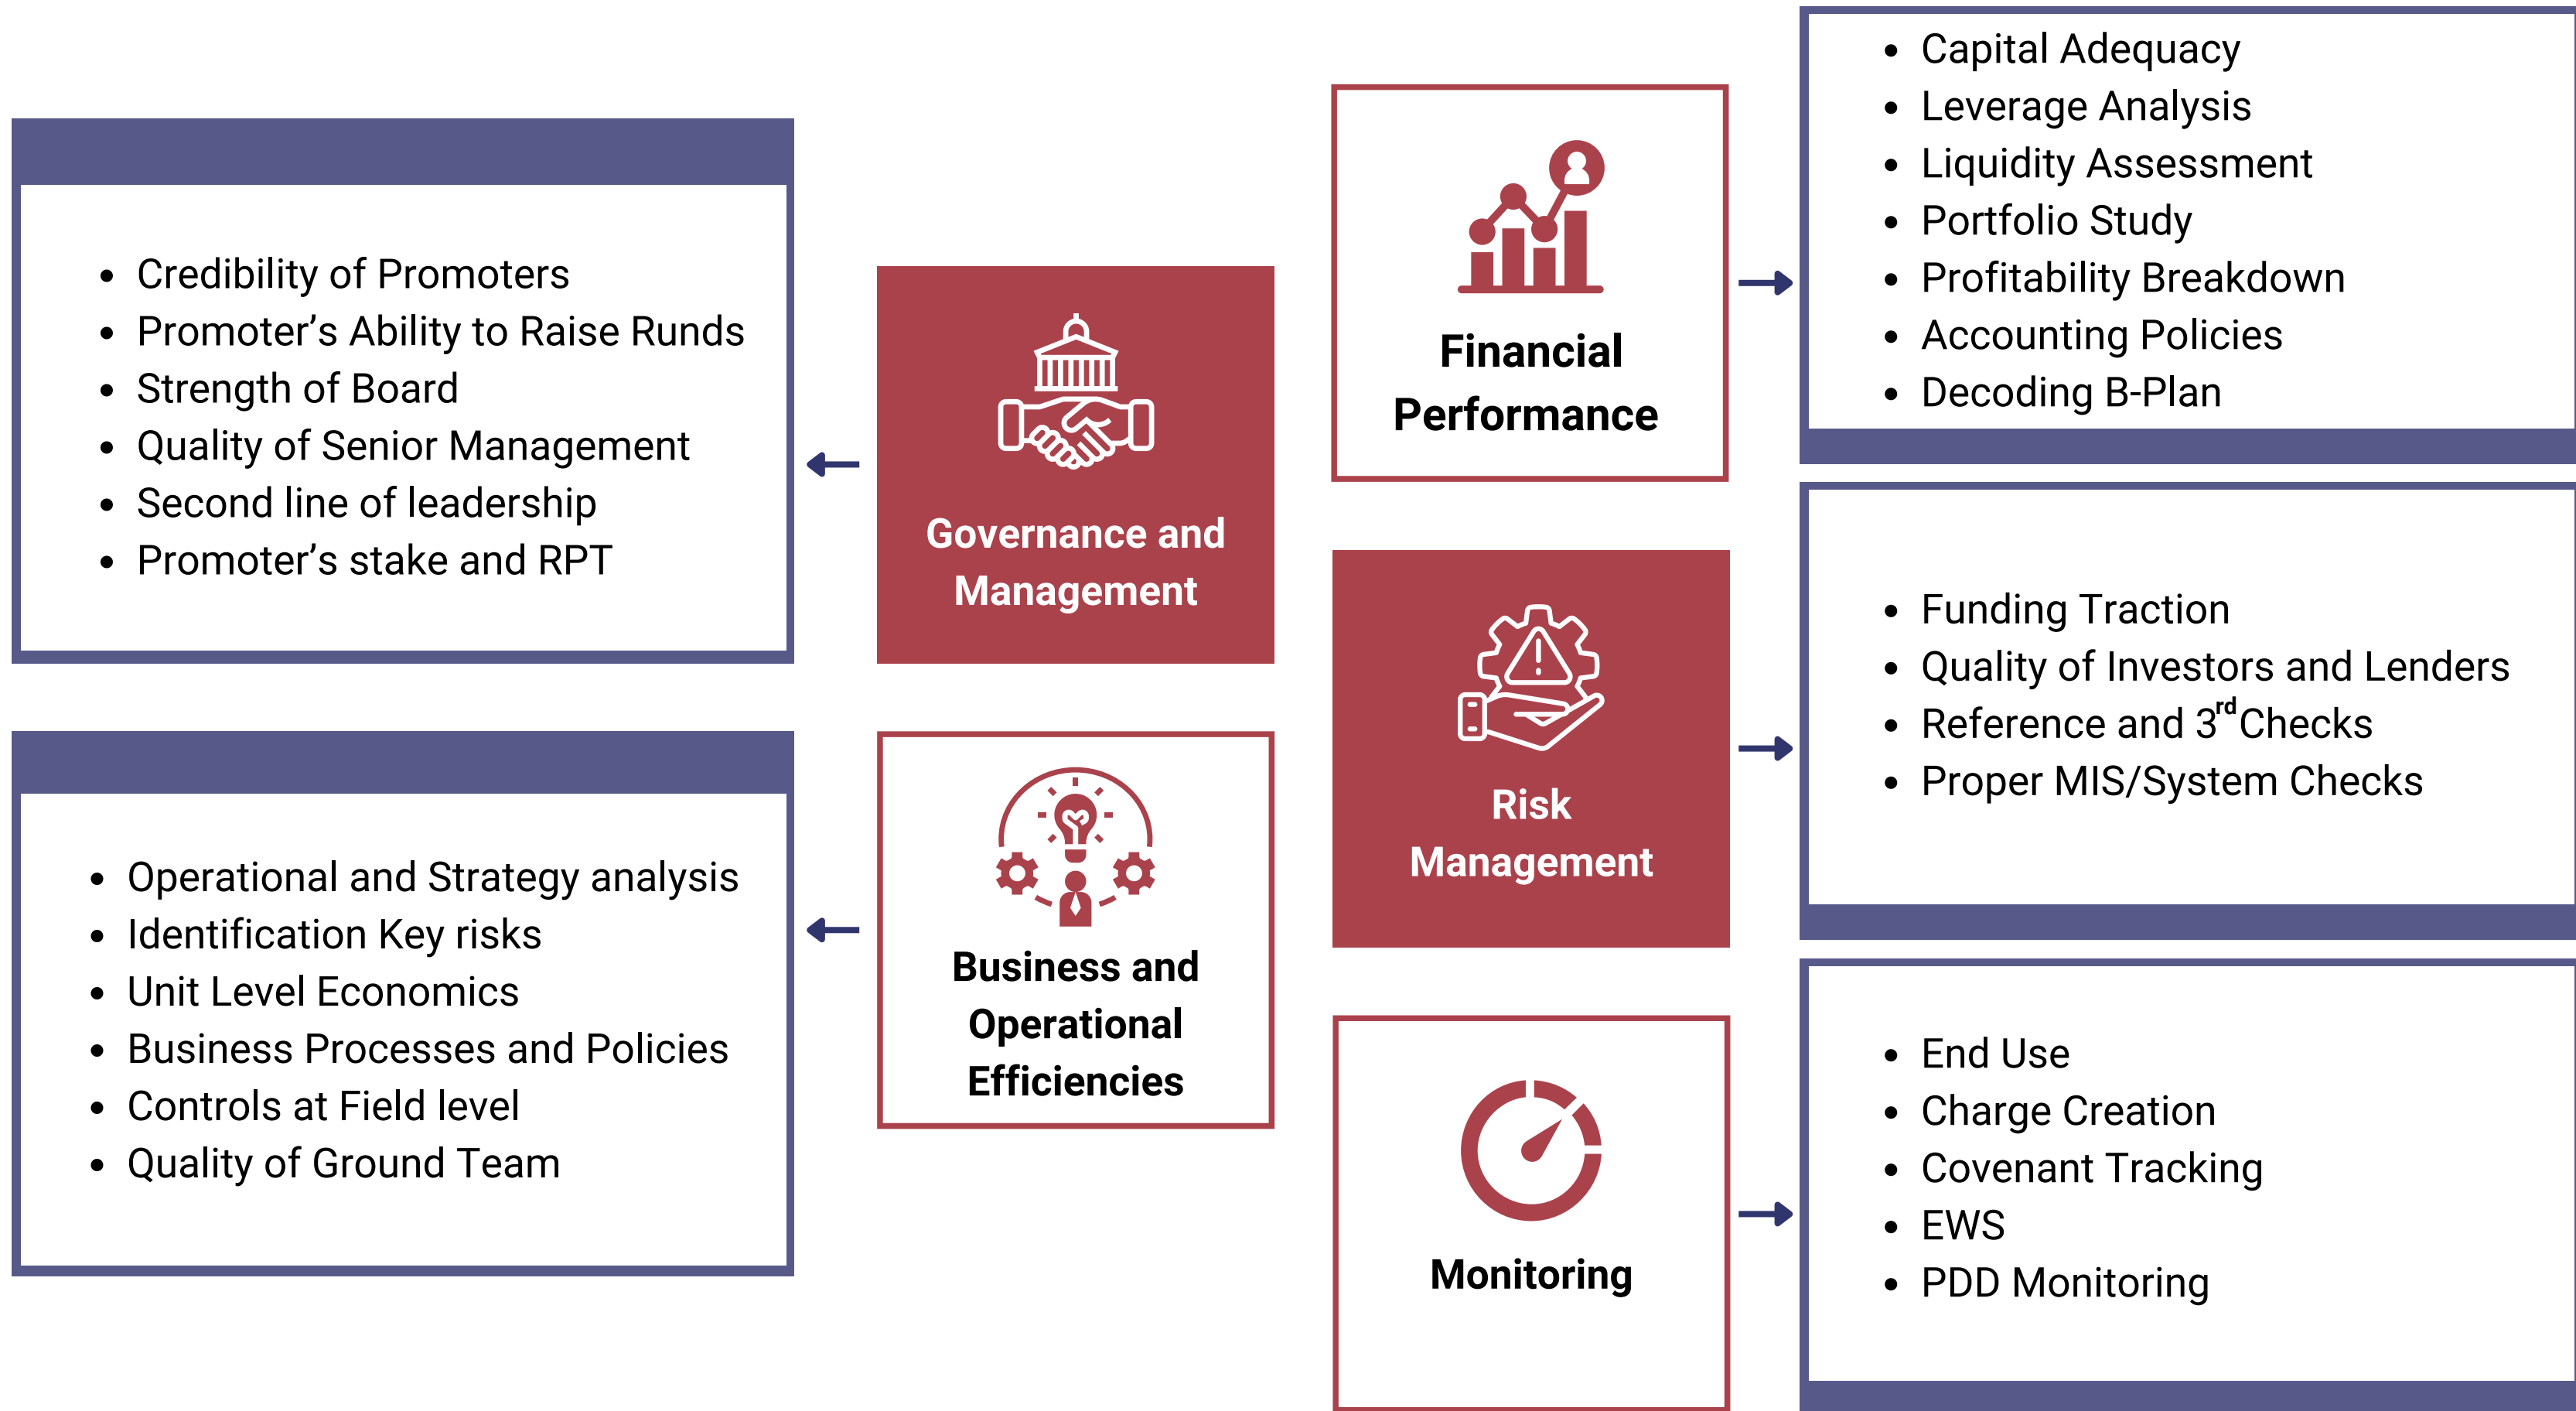 • Credibility of Promoters
• Promoter’s Ability to Raise Runds
• Strength of Board
• Quality of Senior Management
• Second line of leadership
• Promoter’s stake and RPT
Governance and
Management
• Operational and Strategy analysis
• Identification Key risks
• Unit Level Economics
• Business Processes and Policies
• Controls at Field level
• Quality of Ground Team
Business and
Operational
Efficiencies
Financial
Performance
• Capital Adequacy
• Leverage Analysis
• Liquidity Assessment
• Portfolio Study
• Profitability Breakdown
• Accounting Policies
• Decoding B-Plan
Risk
Management
• Funding Traction
• Quality of Investors and Lenders
• Reference and 3rd Checks
• Proper MIS/System Checks
Monitoring
• End Use
• Charge Creation
• Covenant Tracking
• EWS
• PDD Monitoring